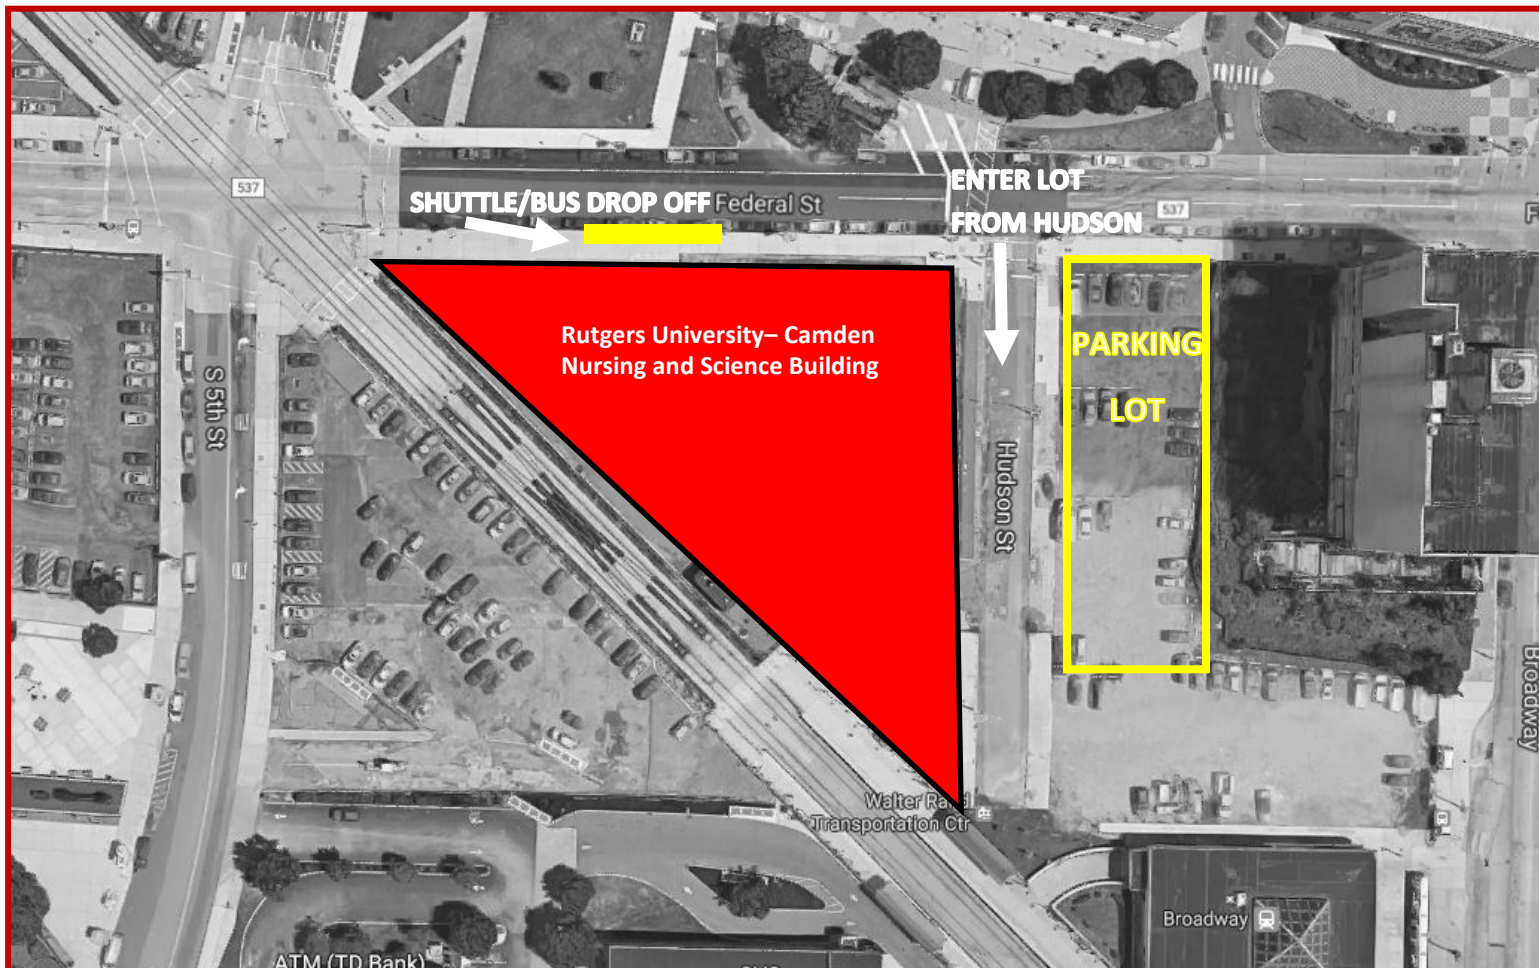 537
SHUTTLE/BUS DROP OFF
Federal St
ENTER LOT
FROM HUDSON
537
Rutgers University– Camden
Nursing and Science Building
PARKING
LOT
S 5th St
Hudson St
Broadway
Walter Rand
Transportation Ctr
Broadway
ATM (TD Bank)